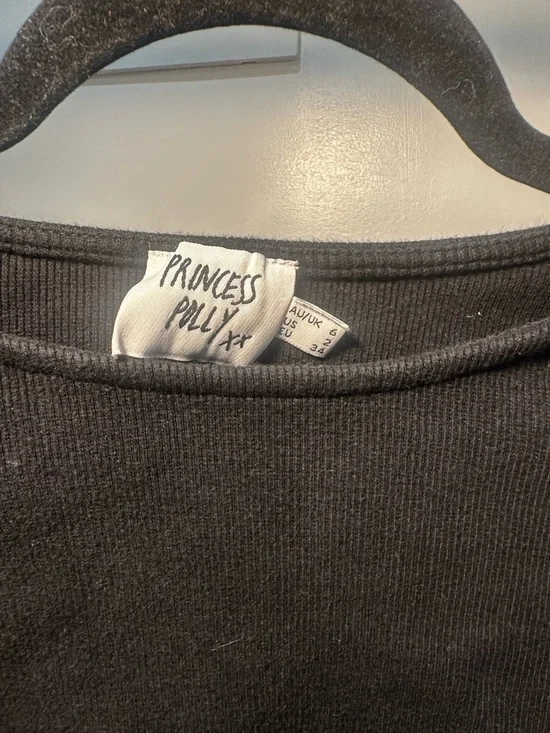 PRINCESS
POLLY
xx
AU/UK 6
US 2
EU 34